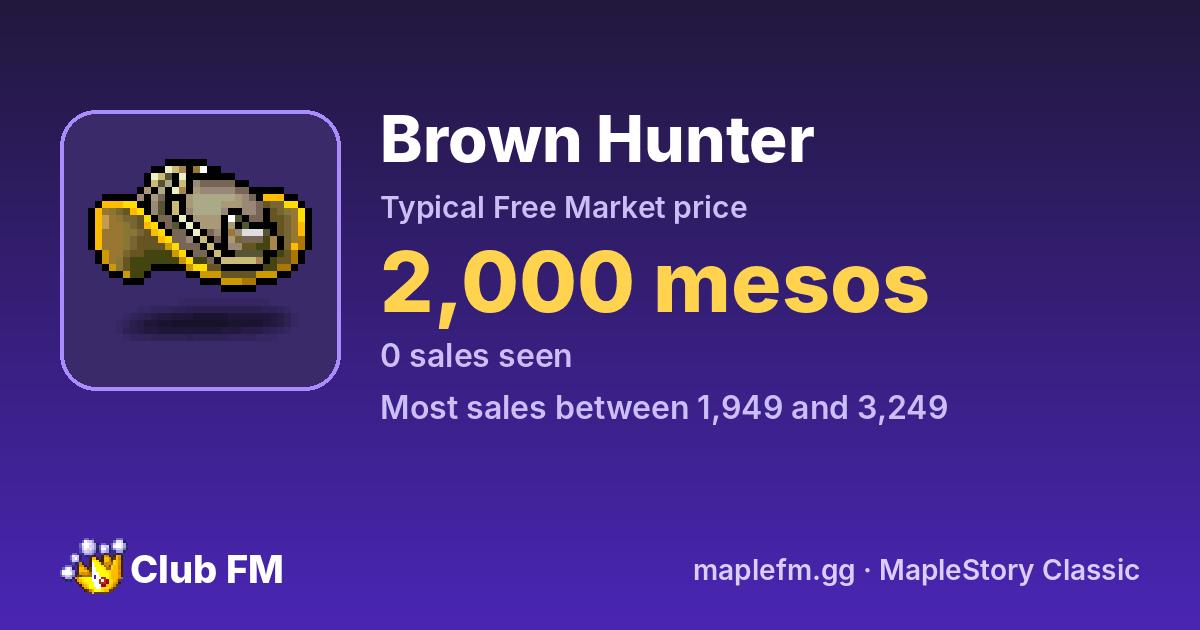 Brown Hunter
Typical Free Market price
2,000 mesos
0 sales seen
Most sales between 1,949 and 3,249
Club FM
maplefm.gg · MapleStory Classic